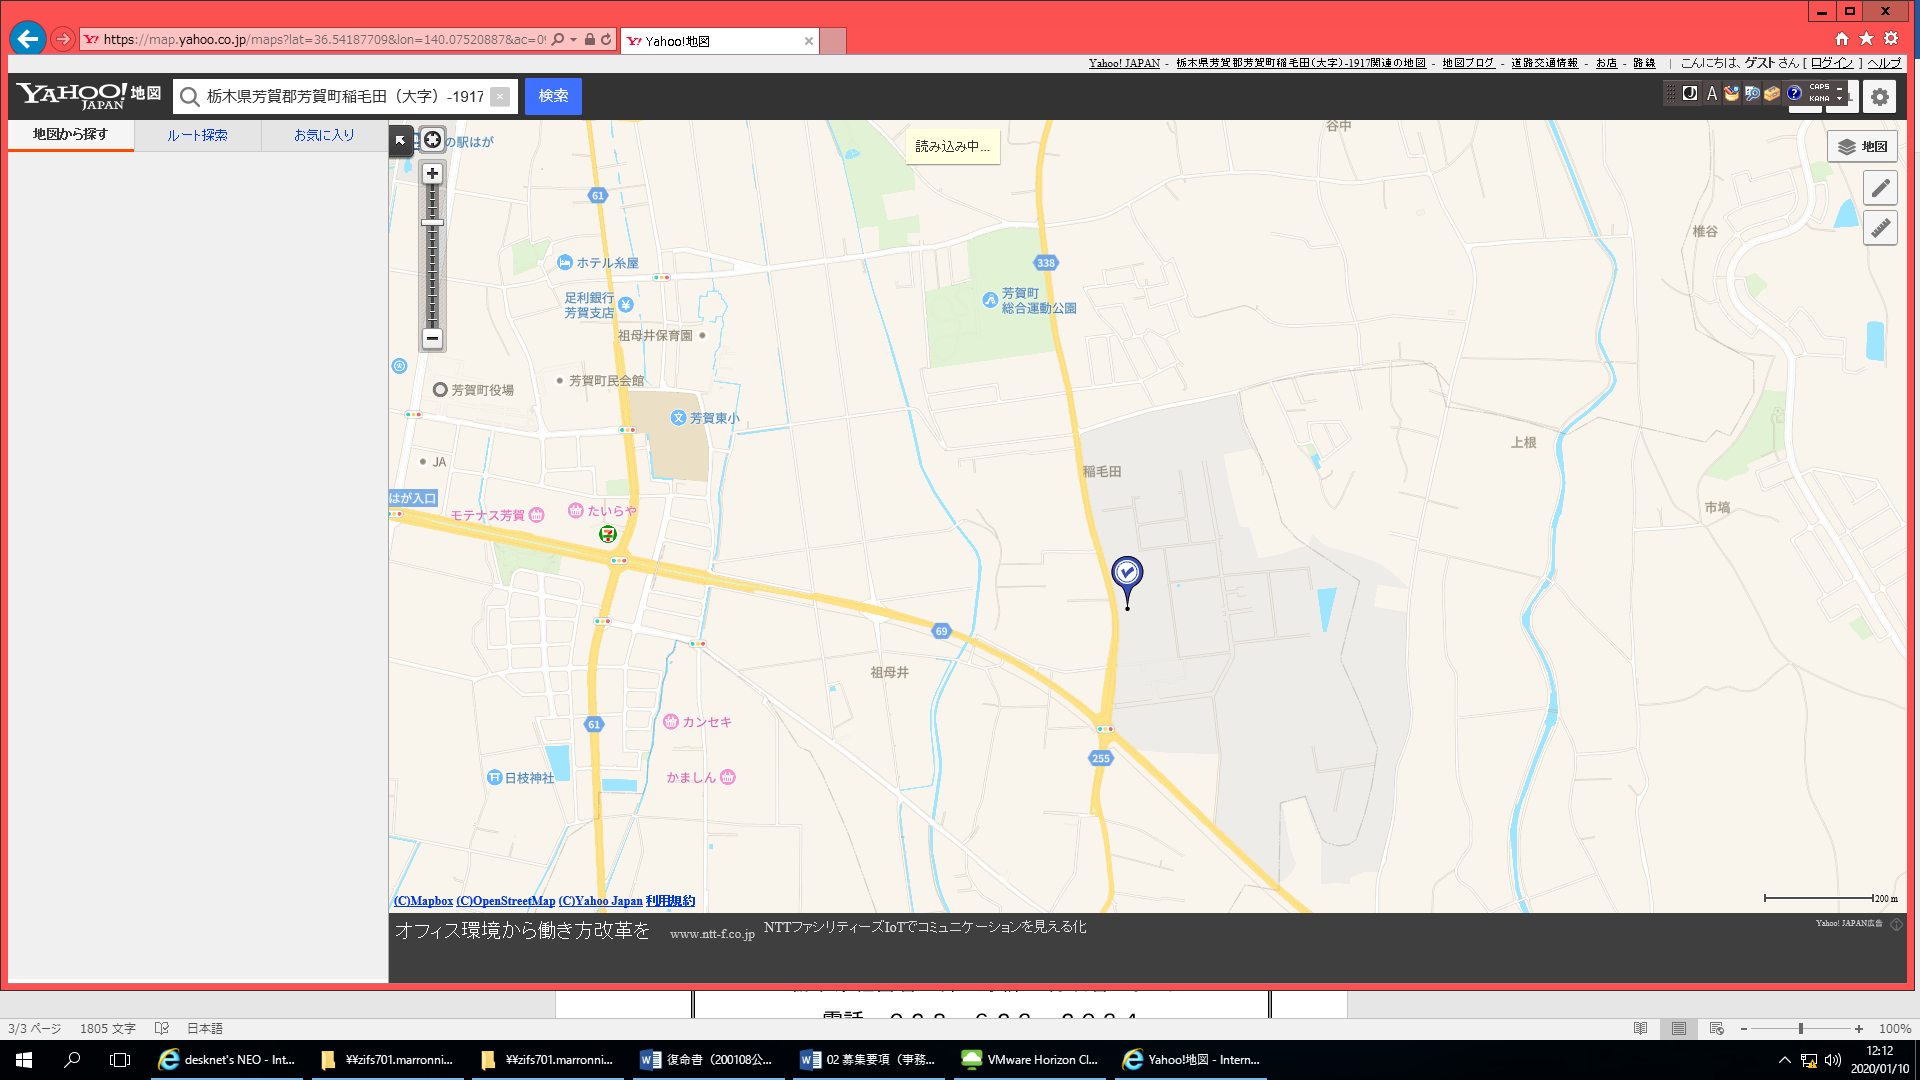 https://map.yahoo.co.jp/maps?lat=36.54187709&lon=140.07520887&ac=09
Yahoo!地図
Yahoo! JAPAN - 栃木県芳賀郡芳賀町稲毛田(大字)-1917関連の地図 - 地図ブログ - 道路交通情報 - お店 - 路線 | こんにちは、ゲストさん [ ログイン ] ヘルプ
YAHOO! JAPAN 地図
栃木県芳賀郡芳賀町稲毛田（大字）-1917
検索
A
CAPS
KANA
地図から探す
ルート探索
お気に入り
の駅はが
読み込み中...
谷中
地図
61
椎谷
ホテル糸屋
338
足利銀行
芳賀支店
芳賀町
総合運動公園
祖母井保育園
芳賀町役場
芳賀町民会館
芳賀東小
上根
JA
稲毛田
はが入口
モテナス芳賀
たいらや
市塙
69
祖母井
61
カンセキ
255
日枝神社
かましん
(C)Mapbox (C)OpenStreetMap (C)Yahoo Japan 利用規約
200 m
オフィス環境から働き方改革を
www.ntt-f.co.jp
NTTファシリティーズIoTでコミュニケーションを見える化
Yahoo! JAPAN広告
3/3 ページ
1805 文字
日本語
100%
desknet's NEO - Int...
¥¥zifs701.marronni...
¥¥zifs701.marronni...
復命書（200108公...
02 募集要項（事務...
VMware Horizon Cl...
Yahoo!地図 - Intern...
12:12
2020/01/10